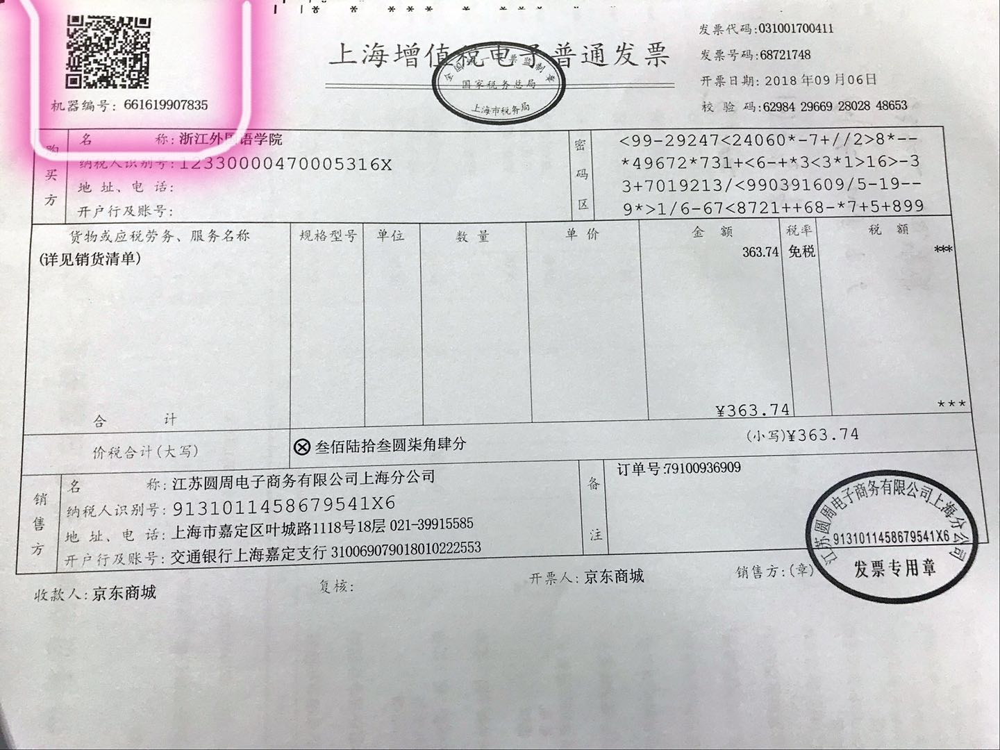 上海增值税电子普通发票
国家税务总局
上海市税务局
机器编号: 661619907835
发票代码:031001700411
发票号码:68721748
开票日期: 2018年09月06日
校 验 码:62984 29669 28028 48653
购买方
名 称: 浙江外国语学院
纳税人识别号:12330000470005316X
地 址、电 话:
开户行及账号:
密码区
<99-29247<24060*-7+//2>8*--
*49672*731+<6-+*3<3*1>16>-3
3+7019213/<990391609/5-19--
9*>1/6-67<8721++68-*7+5+899
货物或应税劳务、服务名称 规格型号 单位 数 量 单 价 金 额 税率 税 额
(详见销货清单) 363.74 免税 ***
合 计 ¥363.74 ***
价税合计(大写) ⊗ 叁佰陆拾叁圆柒角肆分 (小写)¥363.74
销售方
名 称: 江苏圆周电子商务有限公司上海分公司
纳税人识别号: 9131011458679541X6
地 址、电 话: 上海市嘉定区叶城路1118号18层 021-39915585
开户行及账号: 交通银行上海嘉定支行 310069079018010222553
备注
订单号:79100936909
收款人: 京东商城 复核: 开票人: 京东商城 销售方:(章)
江苏圆周电子商务有限公司上海分公司
9131011458679541X6
发票专用章